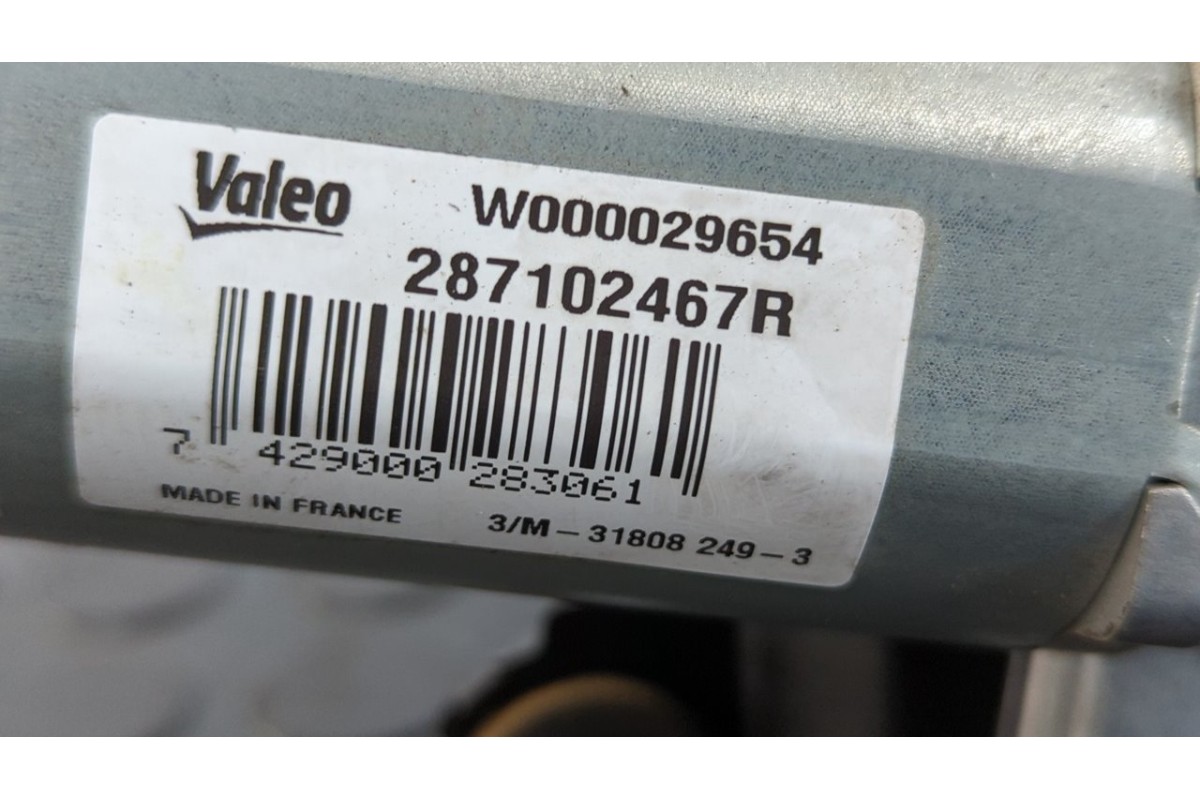 Valeo
W000029654
287102467R
7 429000 283061
MADE IN FRANCE
3/M-31808 249-3